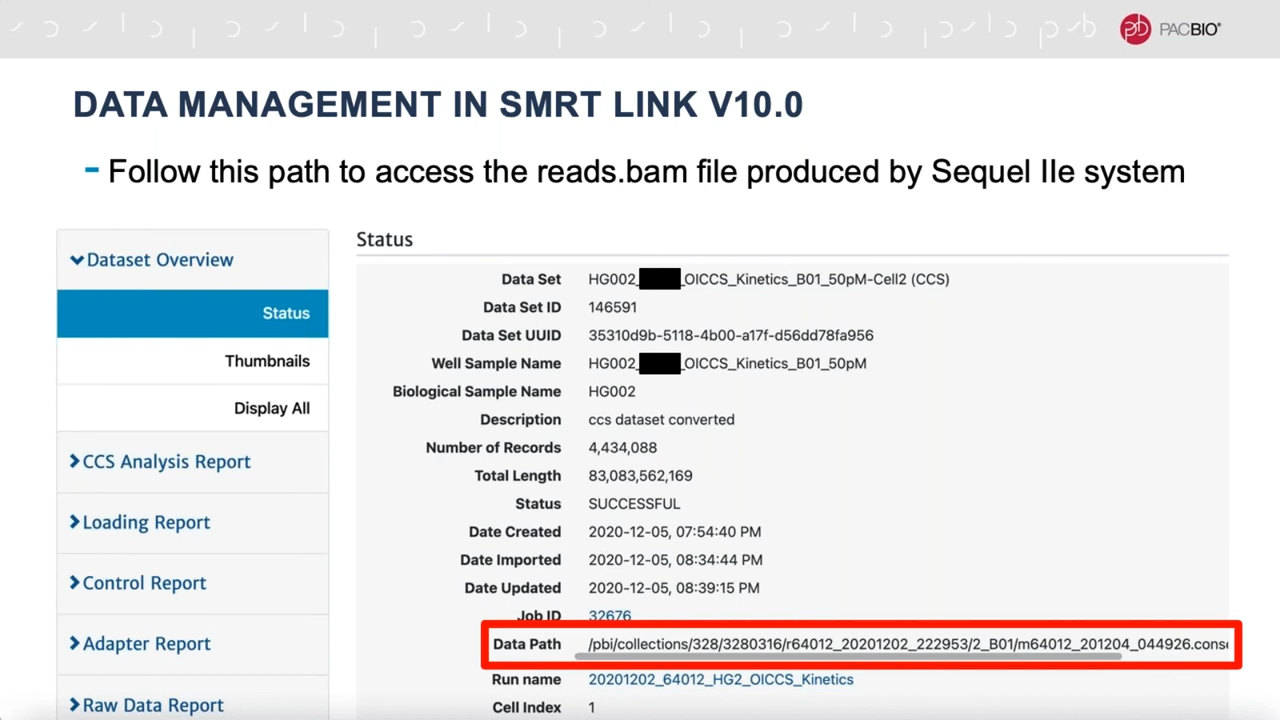 PACBIO®
DATA MANAGEMENT IN SMRT LINK V10.0
- Follow this path to access the reads.bam file produced by Sequel IIe system
Dataset Overview
Status
Thumbnails
Display All
CCS Analysis Report
Loading Report
Control Report
Adapter Report
Raw Data Report
Status
Data Set HG002_ _OICCS_Kinetics_B01_50pM-Cell2 (CCS)
Data Set ID 146591
Data Set UUID 35310d9b-5118-4b00-a17f-d56dd78fa956
Well Sample Name HG002_ _OICCS_Kinetics_B01_50pM
Biological Sample Name HG002
Description ccs dataset converted
Number of Records 4,434,088
Total Length 83,083,562,169
Status SUCCESSFUL
Date Created 2020-12-05, 07:54:40 PM
Date Imported 2020-12-05, 08:34:44 PM
Date Updated 2020-12-05, 08:39:15 PM
Job ID 32676
Data Path /pbi/collections/328/3280316/r64012_20201202_222953/2_B01/m64012_201204_044926.conse
Run name 20201202_64012_HG2_OICCS_Kinetics
Cell Index 1